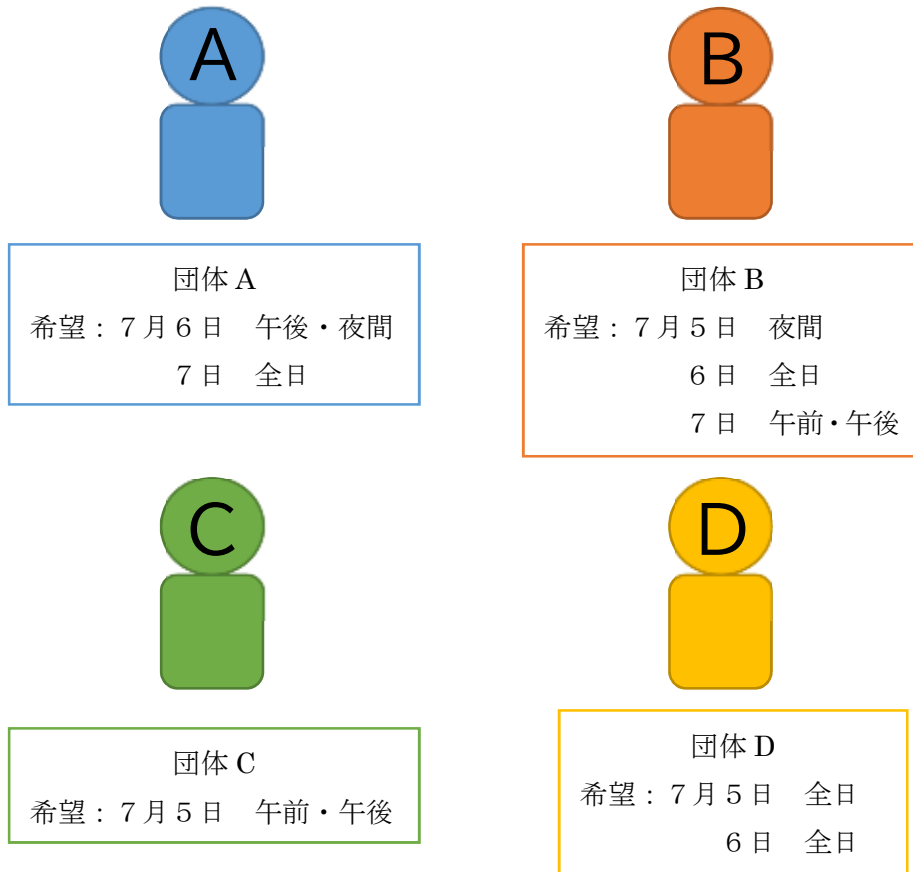 A
B
団体 A
希望：７月６日　午後・夜間
７日　全日
団体 B
希望：７月５日　夜間
６日　全日
７日　午前・午後
C
D
団体 C
希望：７月５日　午前・午後
団体 D
希望：７月５日　全日
６日　全日